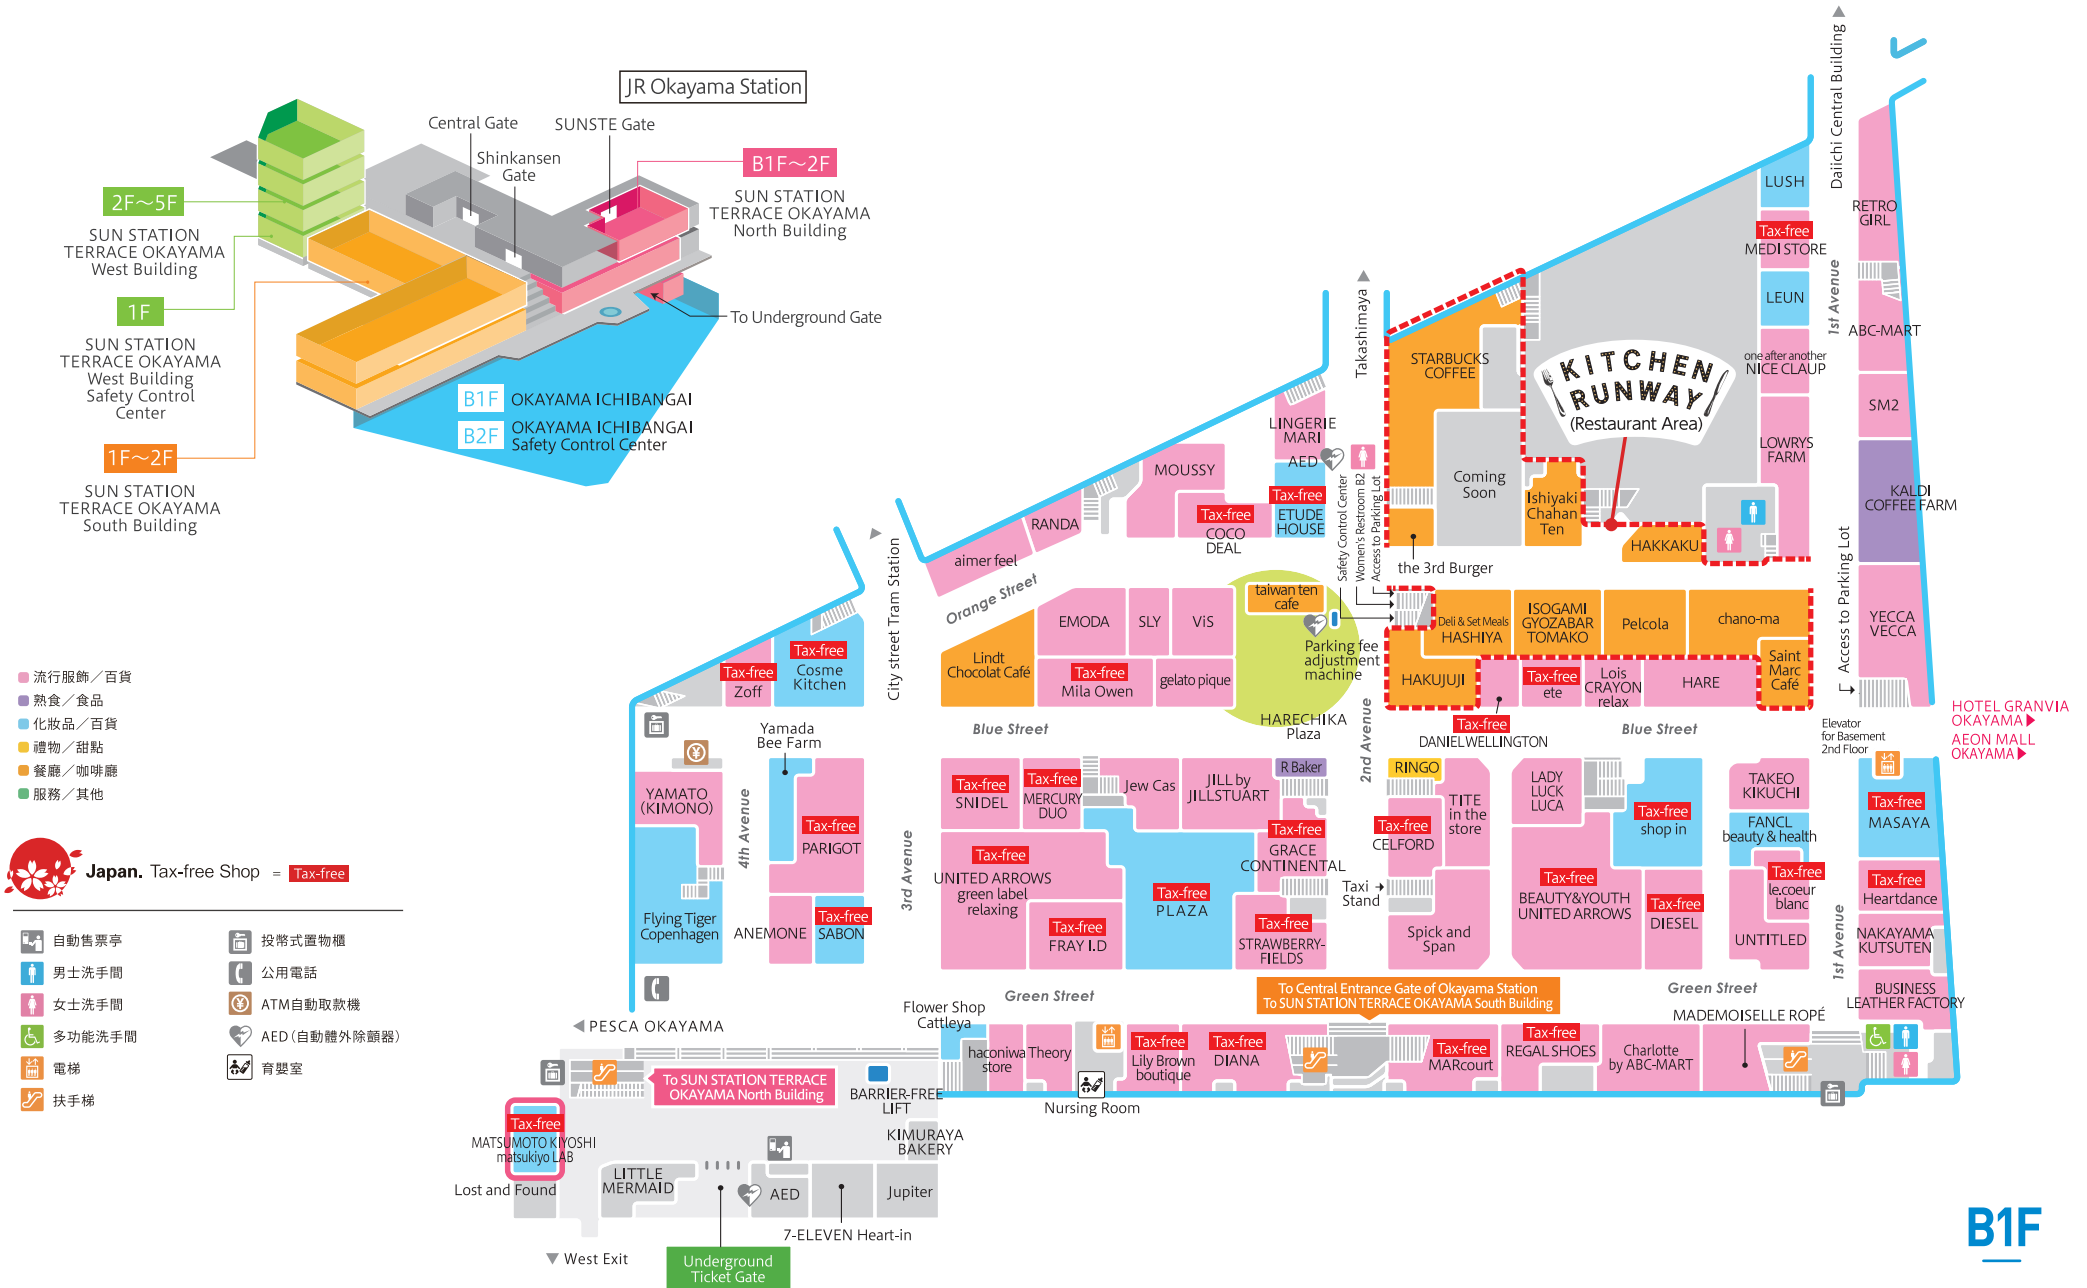 JR Okayama Station
Central Gate
SUNSTE Gate
Shinkansen
Gate
B1F～2F
SUN STATION
TERRACE OKAYAMA
North Building
2F～5F
SUN STATION
TERRACE OKAYAMA
West Building
1F
SUN STATION
TERRACE OKAYAMA
West Building
Safety Control
Center
To Underground Gate
B1F OKAYAMA ICHIBANGAI
B2F OKAYAMA ICHIBANGAI
Safety Control Center
1F～2F
SUN STATION
TERRACE OKAYAMA
South Building
流行服飾／百貨
熟食／食品
化妝品／百貨
禮物／甜點
餐廳／咖啡廳
服務／其他
Japan. Tax-free Shop = Tax-free
自動售票亭
男士洗手間
女士洗手間
多功能洗手間
電梯
扶手梯
投幣式置物櫃
公用電話
ATM自動取款機
AED（自動體外除顫器）
育嬰室
Daiichi Central Building
LUSH
Tax-free
MEDI STORE
LEUN
one after another
NICE CLAUP
LOWRYS
FARM
1st Avenue
RETRO
GIRL
ABC-MART
SM2
KALDI
COFFEE FARM
YECCA
VECCA
Access to Parking Lot
Takashimaya
STARBUCKS
COFFEE
KITCHEN
RUNWAY
(Restaurant Area)
Coming
Soon
Ishiyaki
Chahan
Ten
HAKKAKU
the 3rd Burger
LINGERIE
MARI
AED
Tax-free
ETUDE
HOUSE
Safety Control Center
Women's Restroom B2
Access to Parking Lot
MOUSSY
Tax-free
COCO
DEAL
RANDA
aimer feel
Orange Street
City street Tram Station
Lindt
Chocolat Café
EMODA
SLY
ViS
Tax-free
Mila Owen
gelato pique
taiwan ten
cafe
Parking fee
adjustment
machine
HARECHIKA
Plaza
2nd Avenue
Deli & Set Meals
HASHIYA
ISOGAMI
GYOZABAR
TOMAKO
Pelcola
chano-ma
HAKUJUJI
Tax-free
DANIEL WELLINGTON
Tax-free
ete
Lois
CRAYON
relax
HARE
Saint
Marc
Café
Blue Street
Blue Street
Elevator
for Basement
2nd Floor
HOTEL GRANVIA
OKAYAMA
AEON MALL
OKAYAMA
Tax-free
Zoff
Tax-free
Cosme
Kitchen
Yamada
Bee Farm
YAMATO
(KIMONO)
4th Avenue
Tax-free
PARIGOT
Flying Tiger
Copenhagen
ANEMONE
Tax-free
SABON
3rd Avenue
Tax-free
SNIDEL
Tax-free
MERCURY
DUO
Jew Cas
JILL by
JILLSTUART
R Baker
Tax-free
GRACE
CONTINENTAL
Tax-free
UNITED ARROWS
green label
relaxing
Tax-free
FRAY I.D
Tax-free
PLAZA
Tax-free
STRAWBERRY-
FIELDS
RINGO
Tax-free
CELFORD
TITE
in the
store
Taxi
Stand
Spick and
Span
LADY
LUCK
LUCA
Tax-free
shop in
Tax-free
BEAUTY&YOUTH
UNITED ARROWS
Tax-free
DIESEL
TAKEO
KIKUCHI
FANCL
beauty & health
Tax-free
le.coeur
blanc
UNTITLED
1st Avenue
Tax-free
MASAYA
Tax-free
Heartdance
NAKAYAMA
KUTSUTEN
BUSINESS
LEATHER FACTORY
Green Street
Green Street
To Central Entrance Gate of Okayama Station
To SUN STATION TERRACE OKAYAMA South Building
MADEMOISELLE ROPÉ
PESCA OKAYAMA
Flower Shop
Cattleya
haconiwa
store
Theory
Nursing Room
Tax-free
Lily Brown
boutique
Tax-free
DIANA
Tax-free
MARcourt
Tax-free
REGAL SHOES
Charlotte
by ABC-MART
To SUN STATION TERRACE
OKAYAMA North Building
BARRIER-FREE
LIFT
Tax-free
MATSUMOTO KIYOSHI
matsukiyo LAB
Lost and Found
LITTLE
MERMAID
AED
KIMURAYA
BAKERY
Jupiter
7-ELEVEN Heart-in
West Exit
Underground
Ticket Gate
B1F